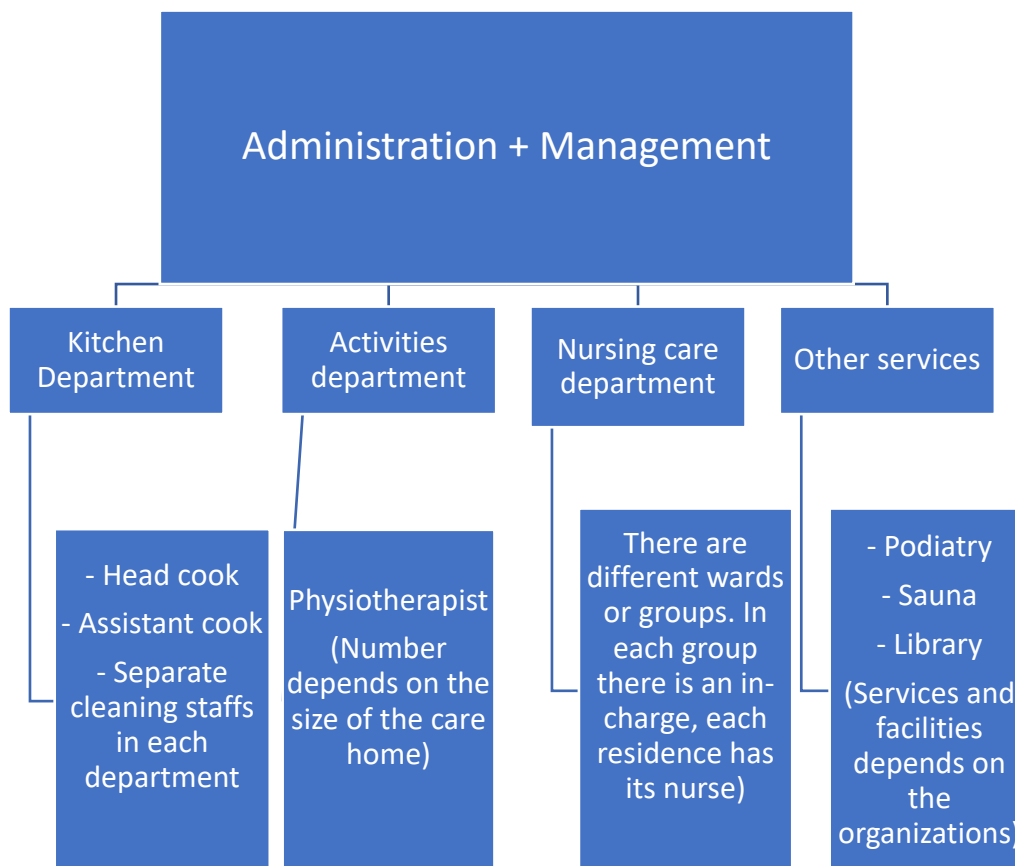 Administration + Management
Kitchen
Department
Activities
department
Nursing care
department
Other services
- Head cook
- Assistant cook
- Separate
cleaning staffs
in each
department
Physiotherapist
(Number
depends on the
size of the care
home)
There are
different wards
or groups. In
each group
there is an in-
charge, each
residence has
its nurse)
- Podiatry
- Sauna
- Library
(Services and
facilities
depends on
the
organizations)